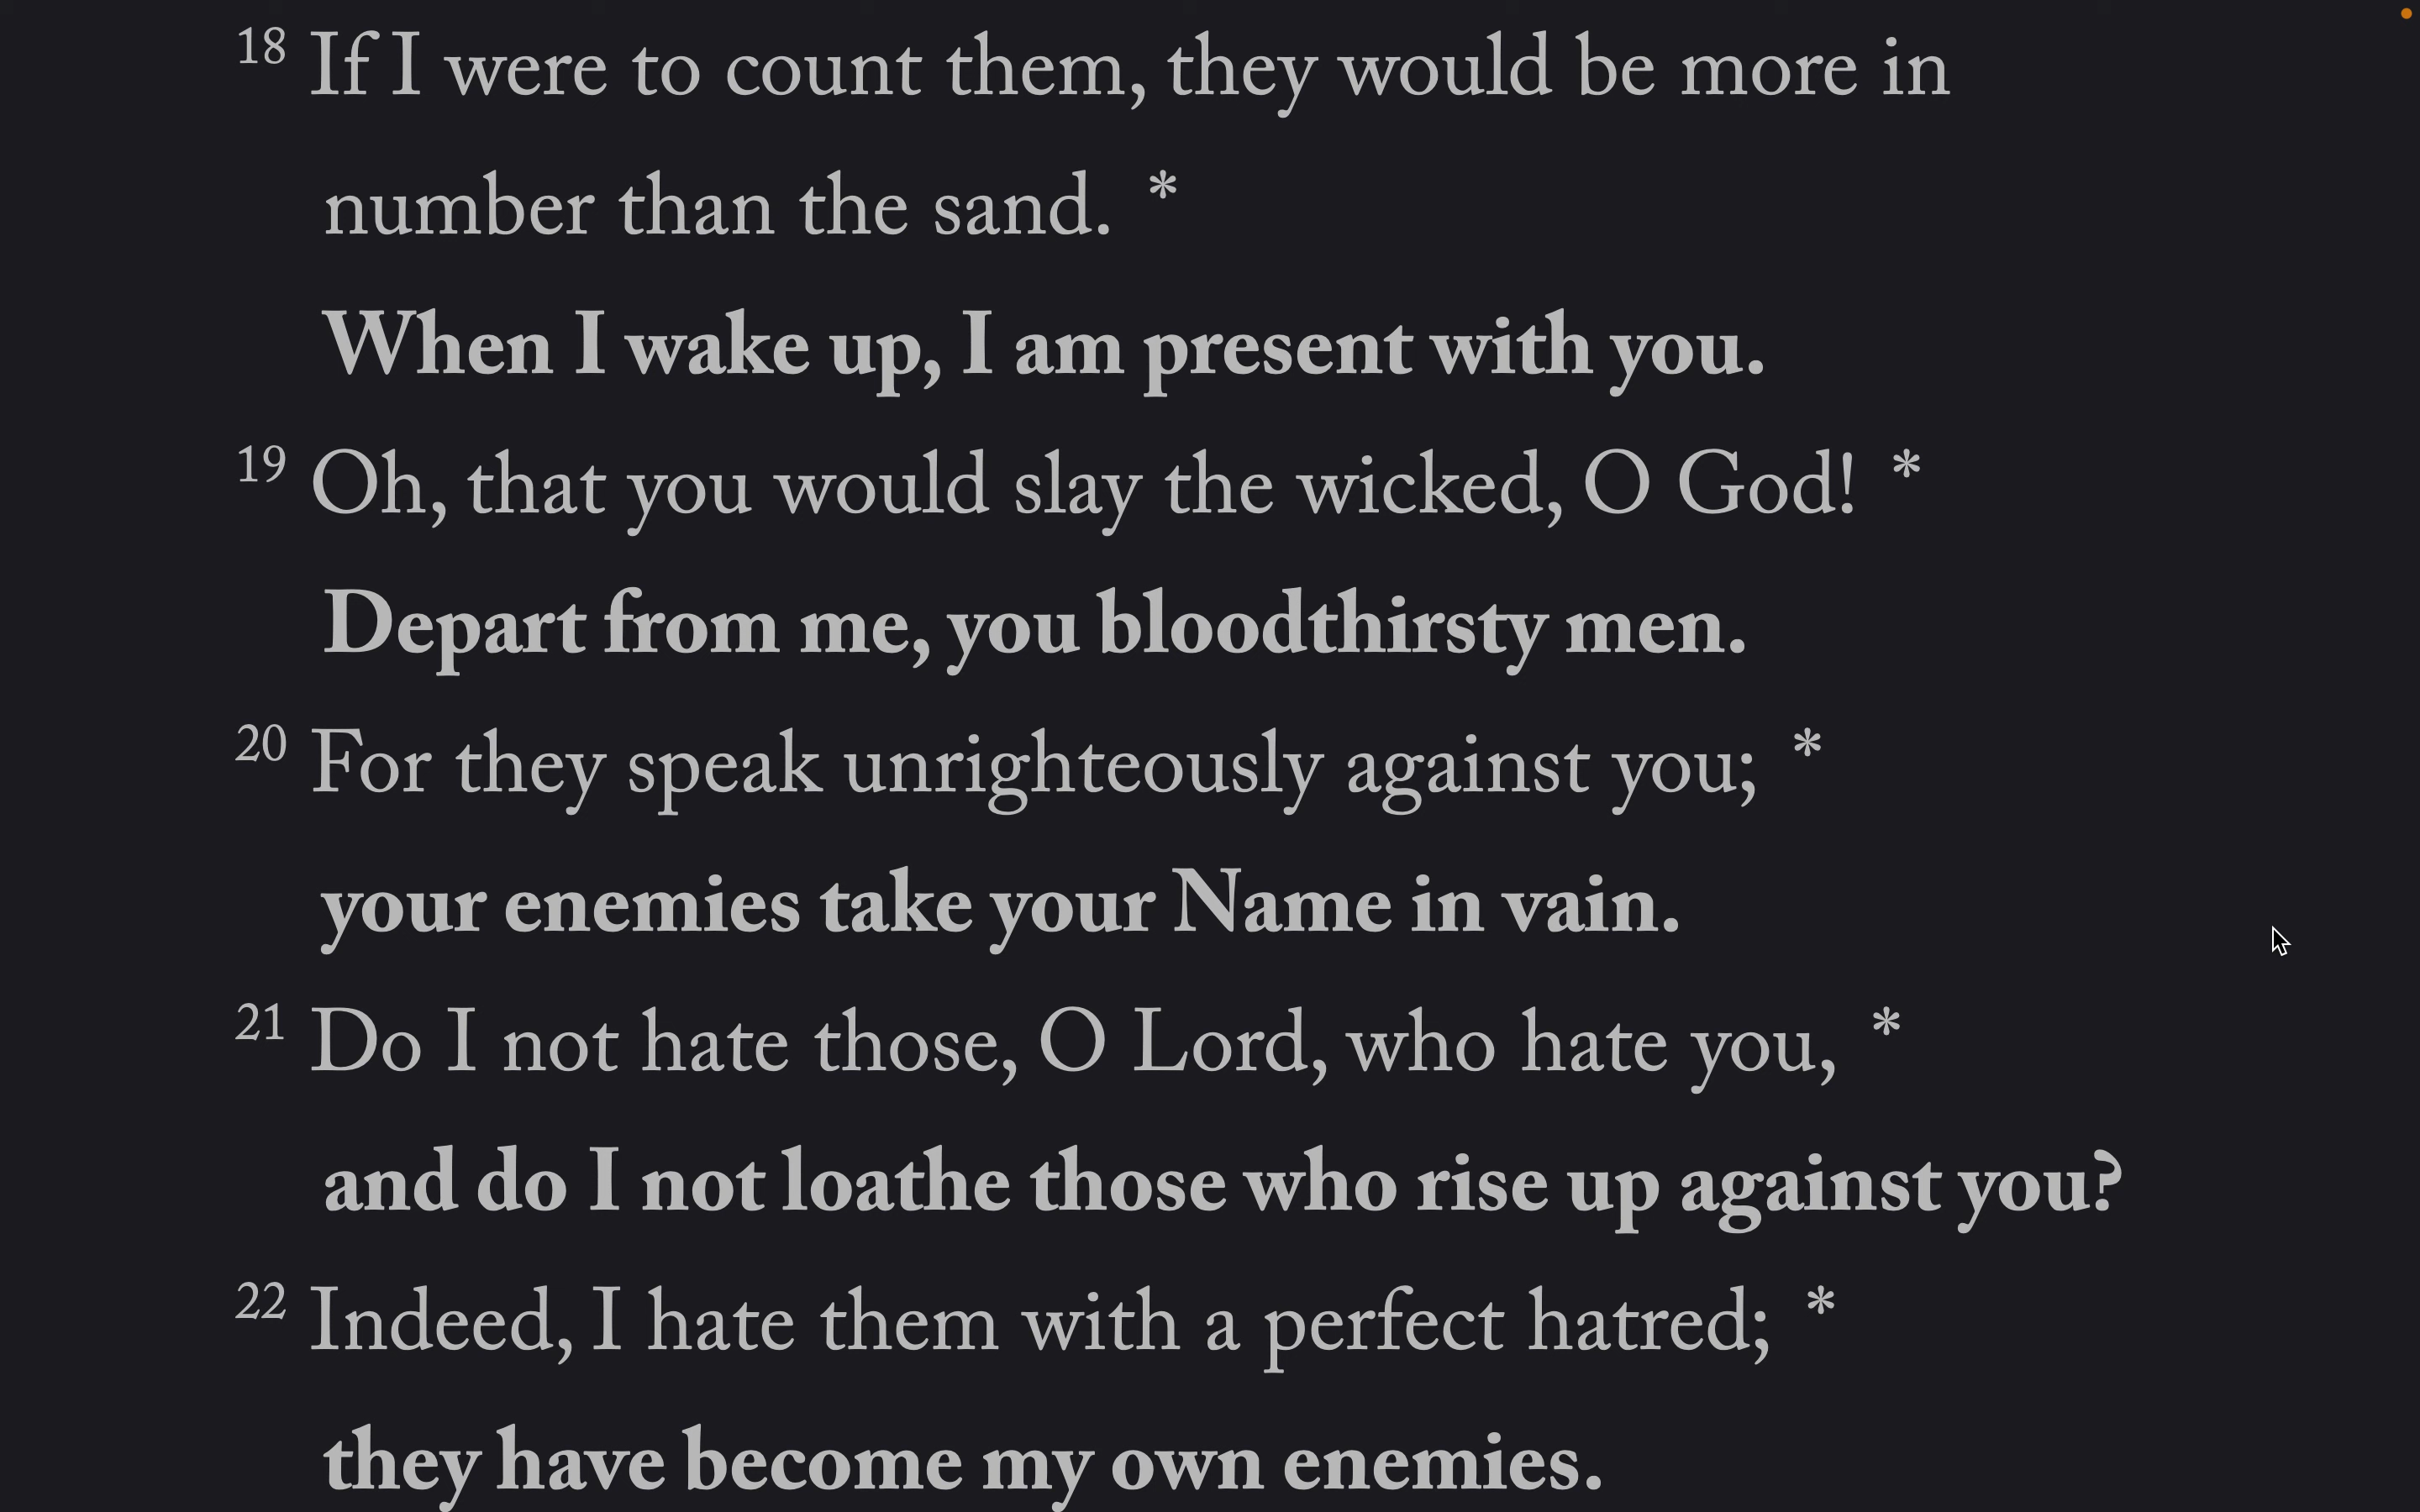 18 If I were to count them, they would be more in
number than the sand. *
When I wake up, I am present with you.
19 Oh, that you would slay the wicked, O God! *
Depart from me, you bloodthirsty men.
20 For they speak unrighteously against you; *
your enemies take your Name in vain.
21 Do I not hate those, O Lord, who hate you, *
and do I not loathe those who rise up against you?
22 Indeed, I hate them with a perfect hatred; *
they have become my own enemies.